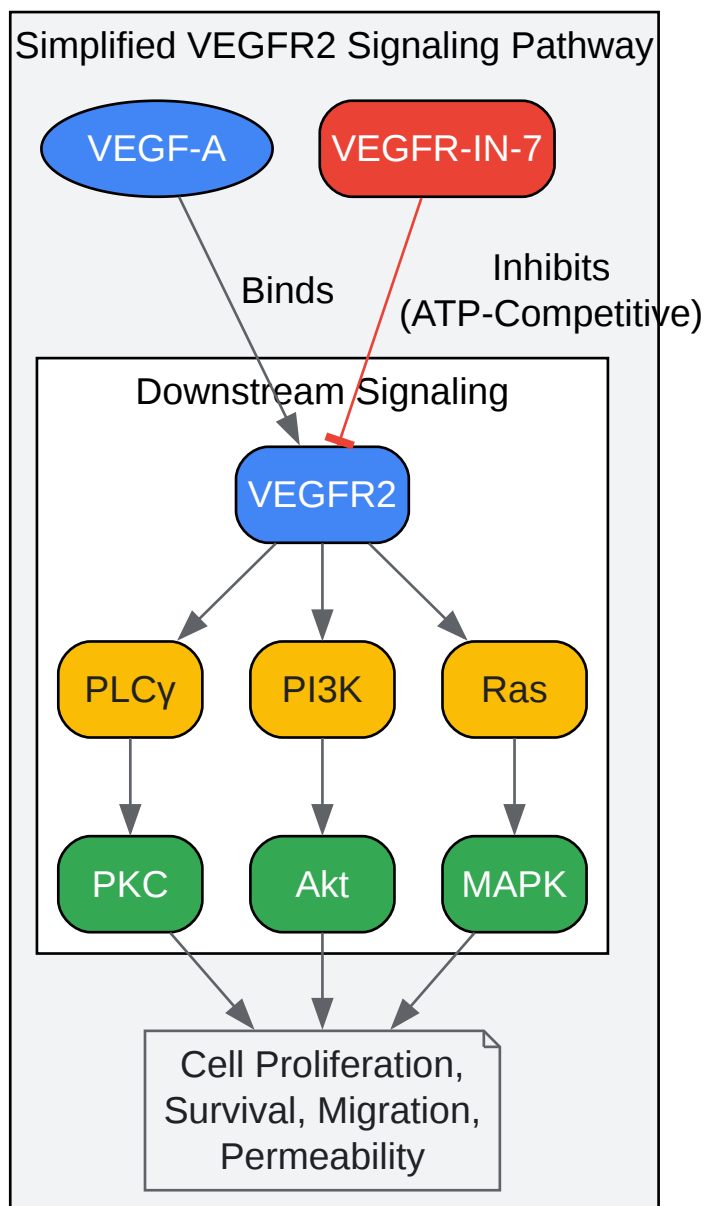 Simplified VEGFR2 Signaling Pathway
VEGF-A
VEGFR-IN-7
Binds
Inhibits
(ATP-Competitive)
Downstream Signaling
VEGFR2
PLCγ
PI3K
Ras
PKC
Akt
MAPK
Cell Proliferation,
Survival, Migration,
Permeability